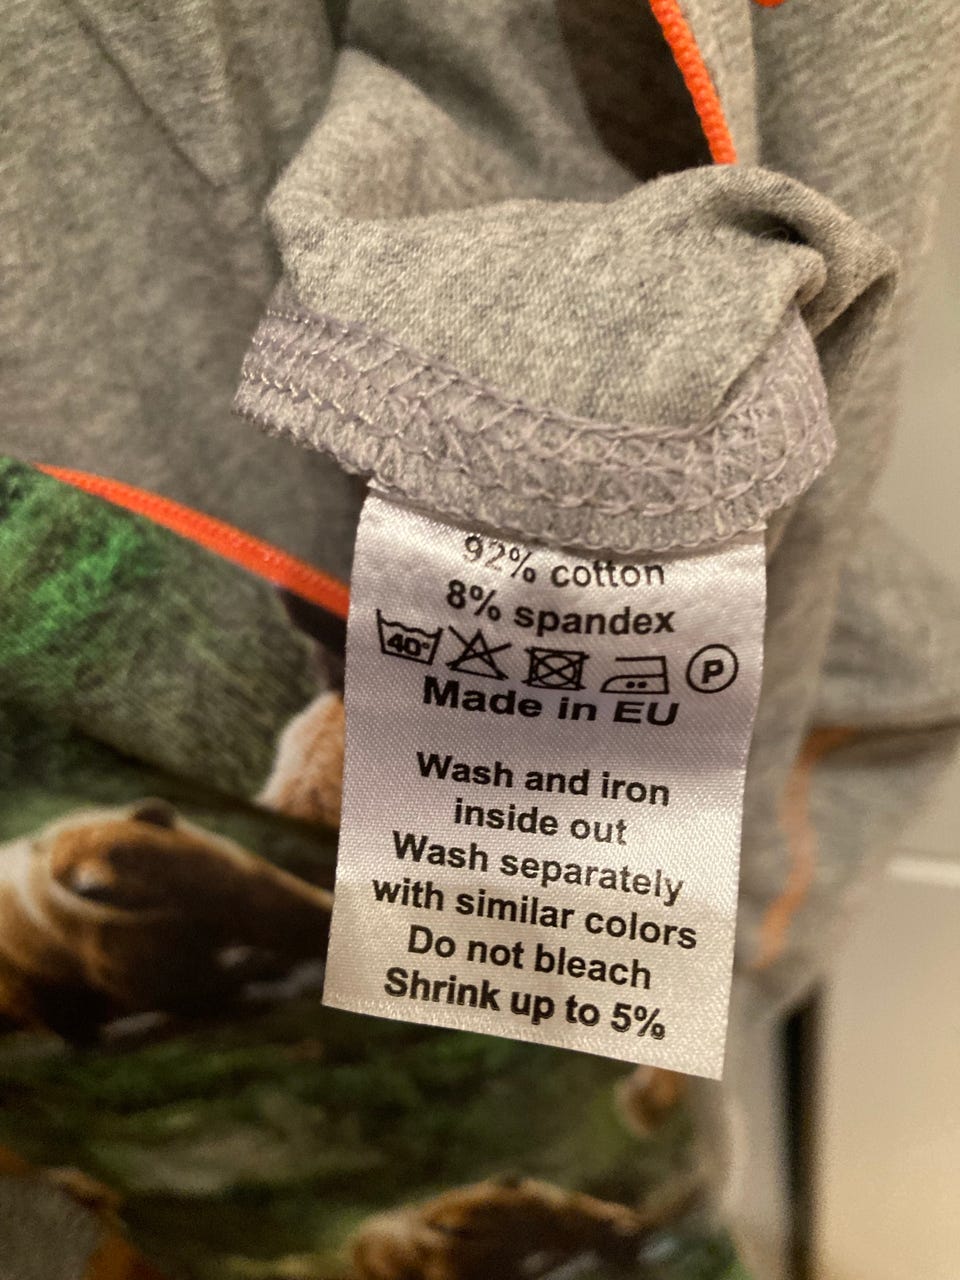 92% cotton
8% spandex
40° P
Made in EU
Wash and iron
inside out
Wash separately
with similar colors
Do not bleach
Shrink up to 5%